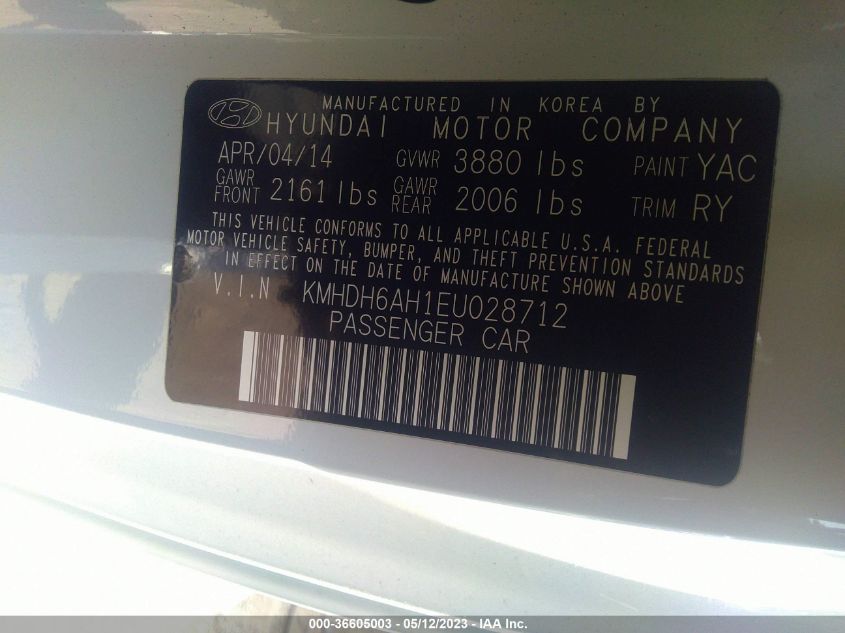 MANUFACTURED IN KOREA BY
HYUNDAI MOTOR COMPANY
APR/04/14 GVWR 3880 lbs PAINT YAC
GAWR FRONT 2161 lbs GAWR REAR 2006 lbs TRIM RY
THIS VEHICLE CONFORMS TO ALL APPLICABLE U.S.A. FEDERAL
MOTOR VEHICLE SAFETY, BUMPER, AND THEFT PREVENTION STANDARDS
IN EFFECT ON THE DATE OF MANUFACTURE SHOWN ABOVE
V.I.N KMHDH6AH1EU028712
PASSENGER CAR
000-36605003 — 05/12/2023 — IAA Inc.